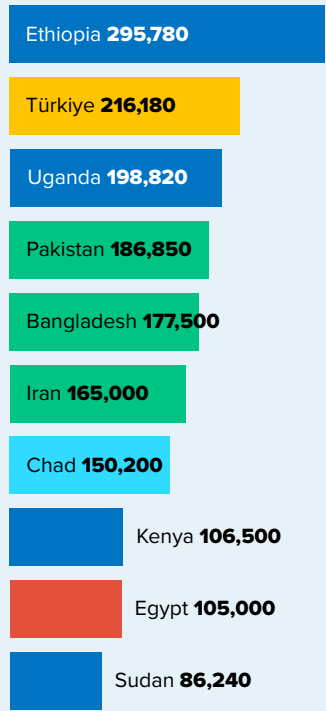 Ethiopia 295,780
Türkiye 216,180
Uganda 198,820
Pakistan 186,850
Bangladesh 177,500
Iran 165,000
Chad 150,200
Kenya 106,500
Egypt 105,000
Sudan 86,240